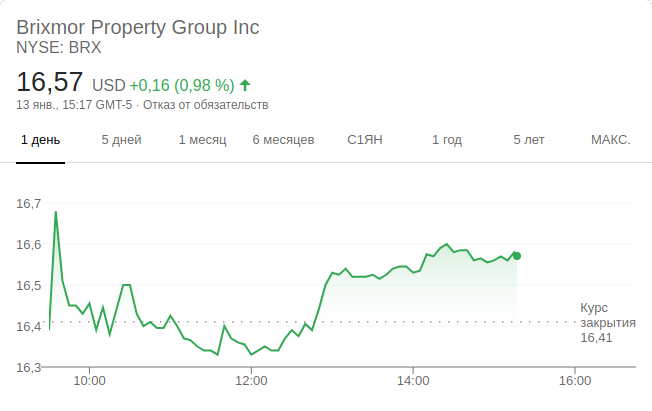 Brixmor Property Group Inc
NYSE: BRX
16,57 USD +0,16 (0,98 %)
13 янв., 15:17 GMT-5 · Отказ от обязательств
1 день 5 дней 1 месяц 6 месяцев С1ЯН 1 год 5 лет МАКС.
16,7
16,6
16,5
Курс
16,4 закрытия
16,41
16,3
10:00 12:00 14:00 16:00